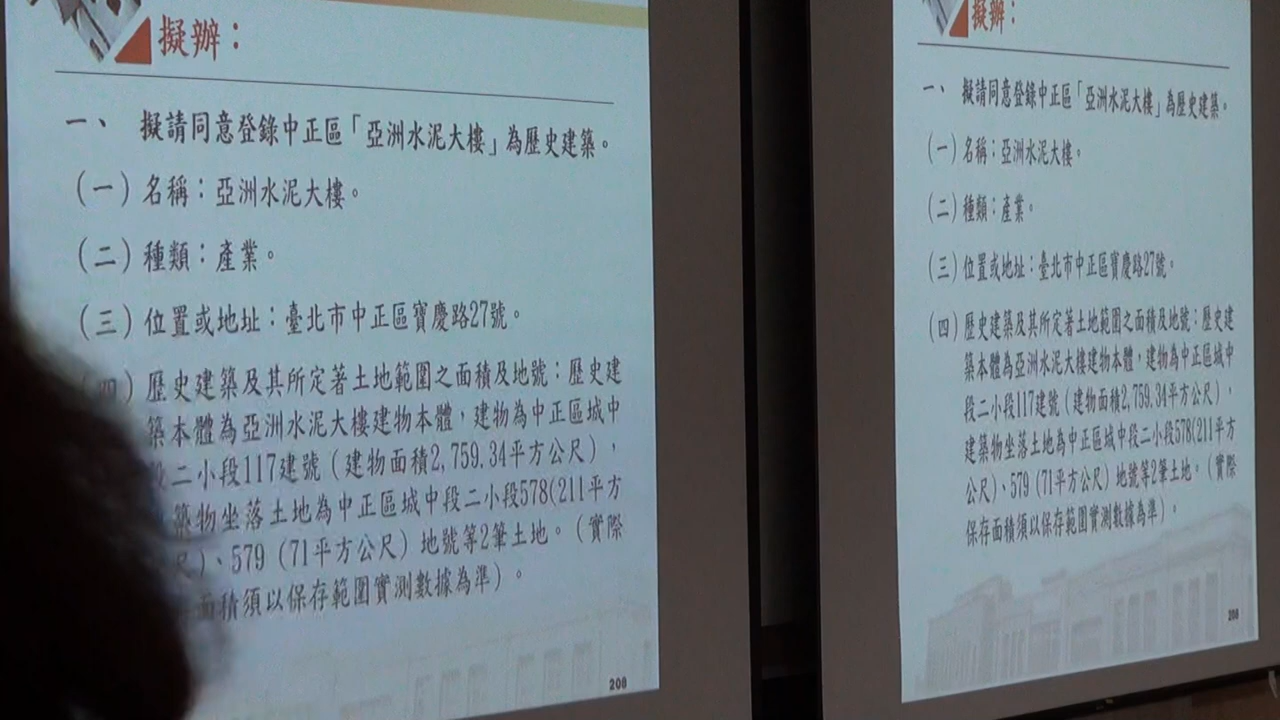 擬辦：
一、 擬請同意登錄中正區「亞洲水泥大樓」為歷史建築。
(一) 名稱：亞洲水泥大樓。
(二) 種類：產業。
(三) 位置或地址：臺北市中正區寶慶路27號。
(四) 歷史建築及其所定著土地範圍之面積及地號：歷史建
築本體為亞洲水泥大樓建物本體，建物為中正區城中
段二小段117建號（建物面積2,759.34平方公尺），
築物坐落土地為中正區城中段二小段578(211平方
尺)、579（71平方公尺）地號等2筆土地。（實際
面積須以保存範圍實測數據為準）。
208
擬辦：
一、 擬請同意登錄中正區「亞洲水泥大樓」為歷史建築。
(一) 名稱：亞洲水泥大樓。
(二) 種類：產業。
(三) 位置或地址：臺北市中正區寶慶路27號。
(四) 歷史建築及其所定著土地範圍之面積及地號：歷史建
築本體為亞洲水泥大樓建物本體，建物為中正區城中
段二小段117建號（建物面積2,759.34平方公尺），
建築物坐落土地為中正區城中段二小段578(211平方
公尺)、579（71平方公尺）地號等2筆土地。（實際
保存面積須以保存範圍實測數據為準）。
208